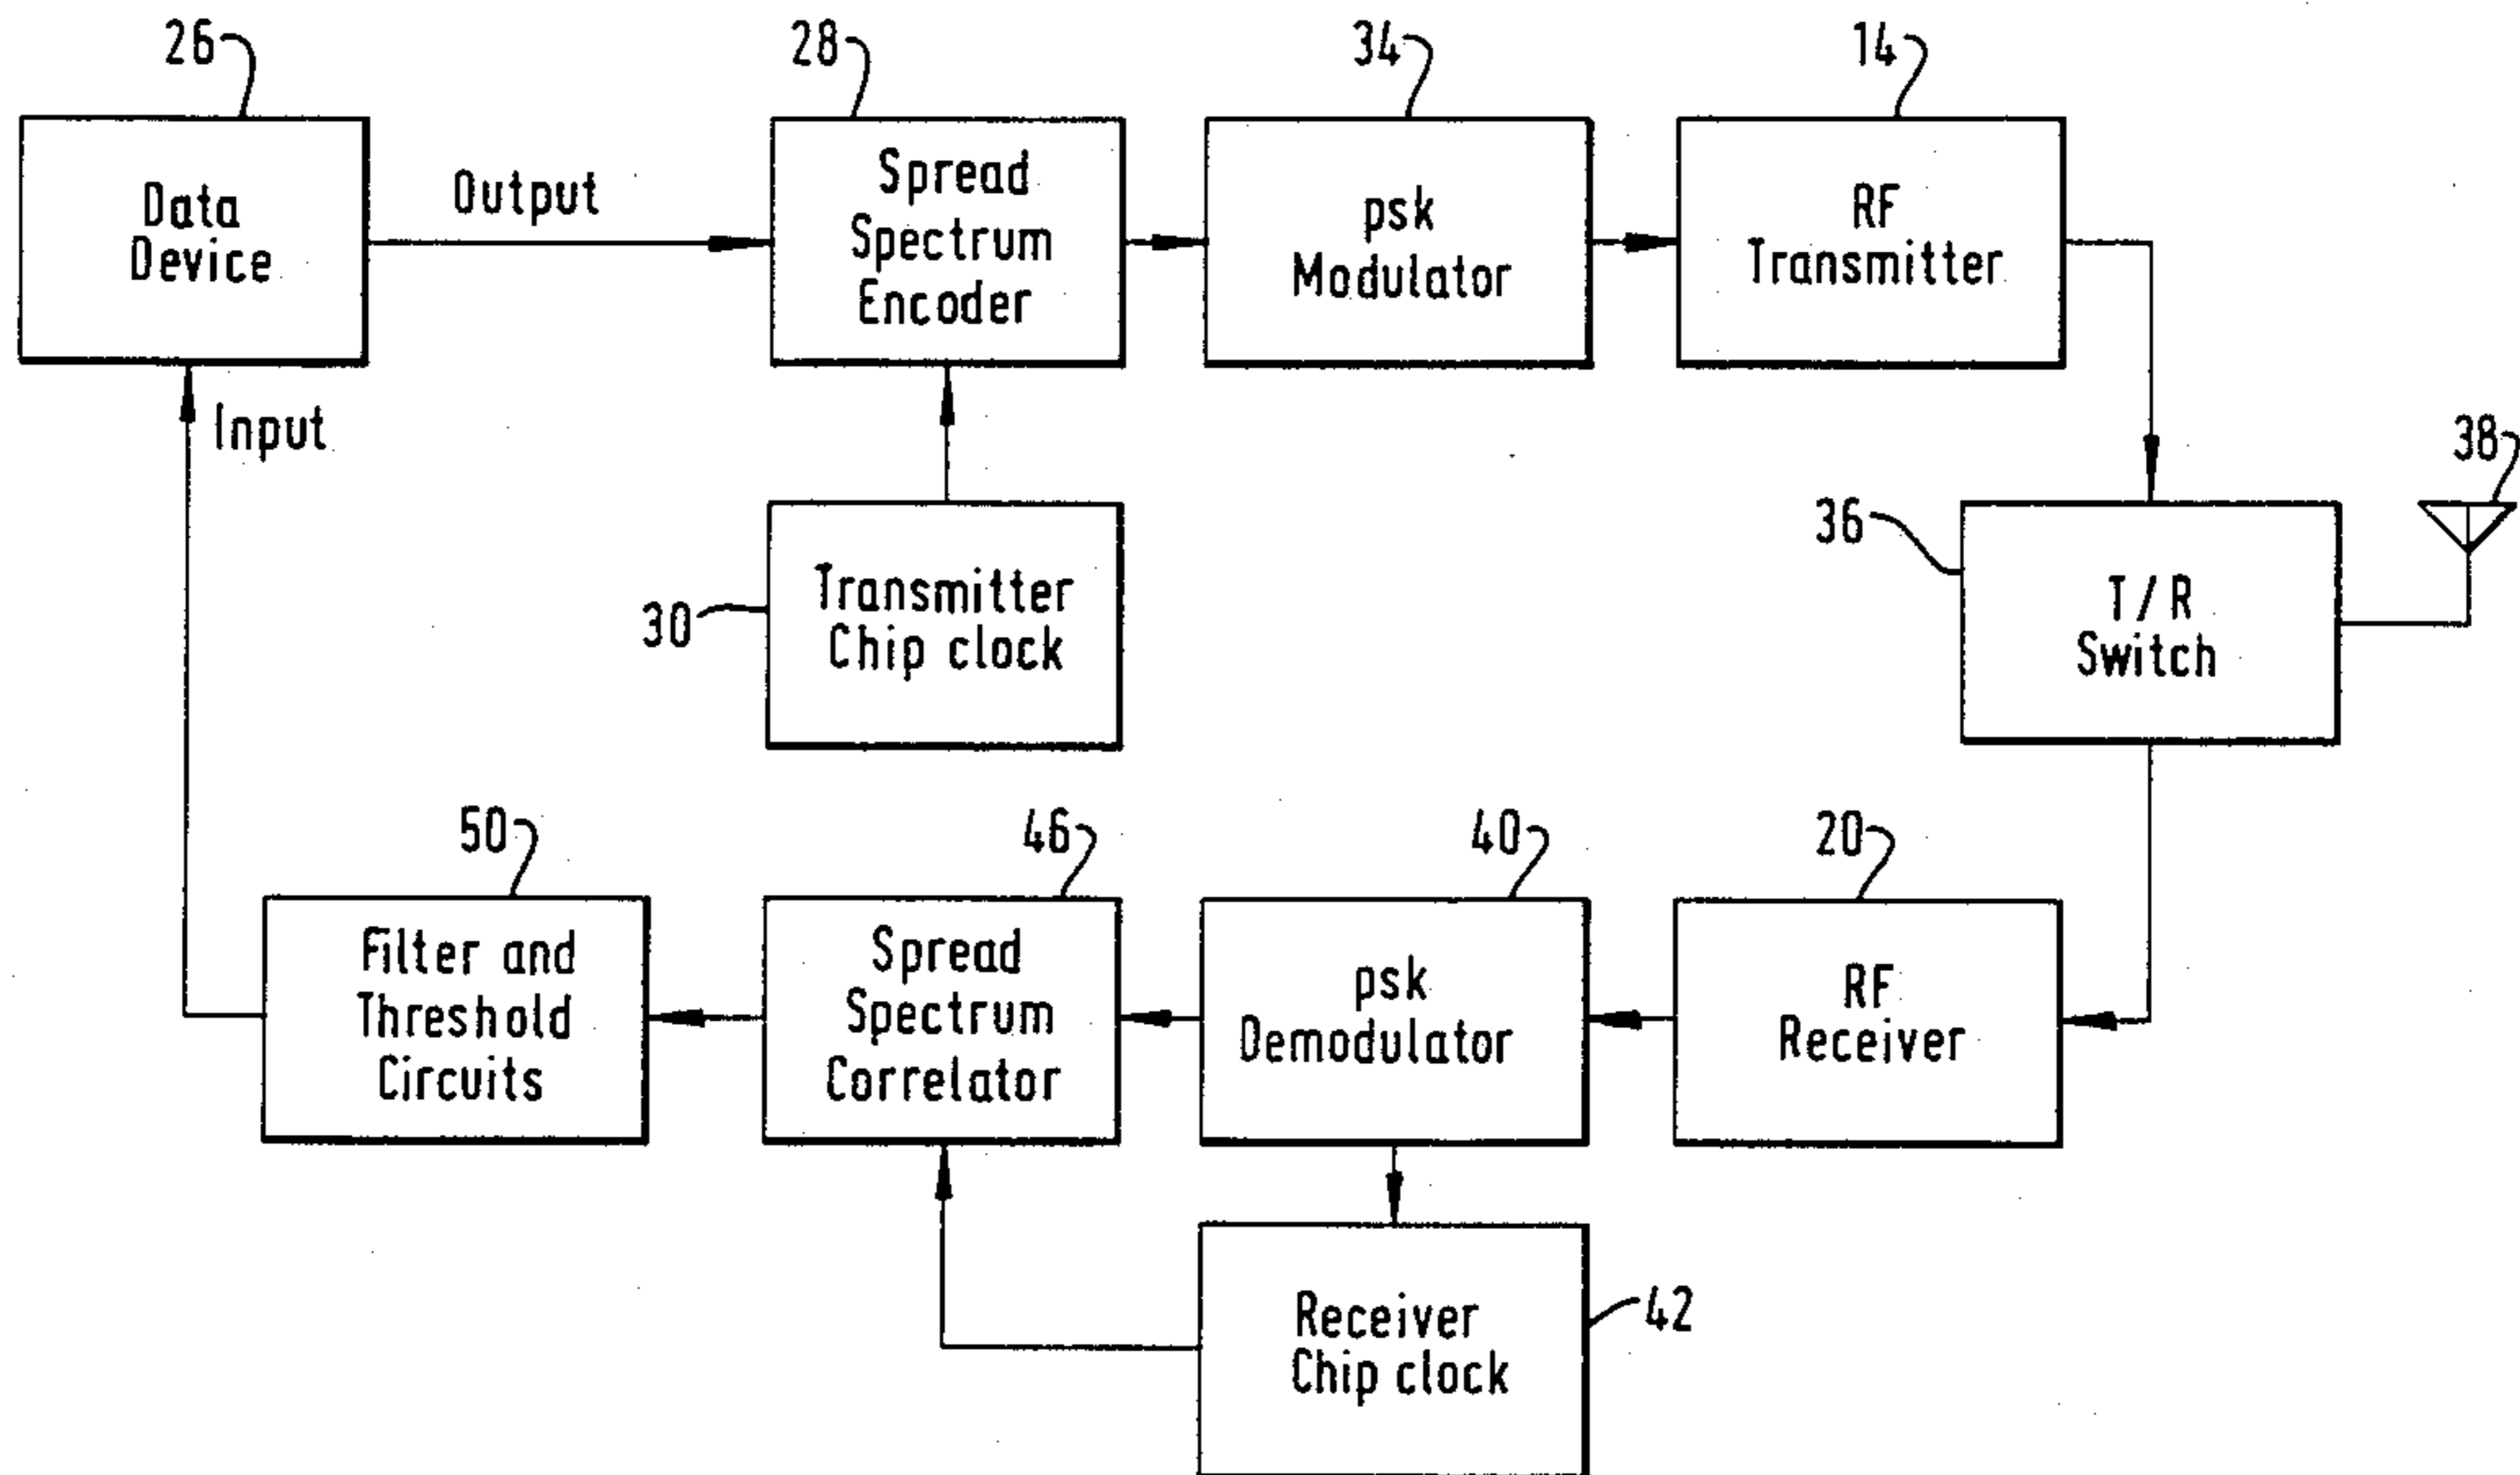 26
28
34
14
Data
Device
Output
Spread
Spectrum
Encoder
psk
Modulator
RF
Transmitter
Input
38
36
T/R
Switch
30
Transmitter
Chip clock
50
46
40
20
Filter and
Threshold
Circuits
Spread
Spectrum
Correlator
psk
Demodulator
RF
Receiver
Receiver
Chip clock
42